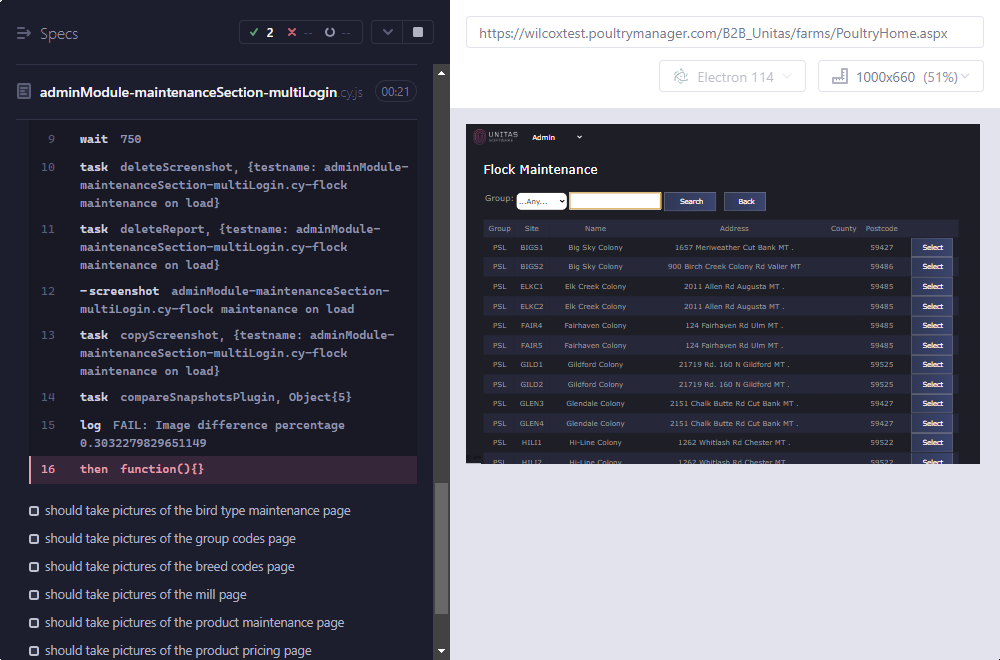 Specs
2 -- --
adminModule-maintenanceSection-multiLogin.cy.js 00:21
9 wait 750
10 task deleteScreenshot, {testname: adminModule-
maintenanceSection-multiLogin.cy-flock
maintenance on load}
11 task deleteReport, {testname: adminModule-
maintenanceSection-multiLogin.cy-flock
maintenance on load}
12 -screenshot adminModule-maintenanceSection-
multiLogin.cy-flock maintenance on load
13 task copyScreenshot, {testname: adminModule-
maintenanceSection-multiLogin.cy-flock
maintenance on load}
14 task compareSnapshotsPlugin, Object{5}
15 log FAIL: Image difference percentage
0.3032279829651149
16 then function(){}
should take pictures of the bird type maintenance page
should take pictures of the group codes page
should take pictures of the breed codes page
should take pictures of the mill page
should take pictures of the product maintenance page
should take pictures of the product pricing page
https://wilcoxtest.poultrymanager.com/B2B_Unitas/farms/PoultryHome.aspx
Electron 114
1000x660 (51%)
UNITAS
SOFTWARE
Admin
Flock Maintenance
Group: ...Any... Search Back
Group Site Name Address County Postcode
PSL BIGS1 Big Sky Colony 1657 Meriweather Cut Bank MT . 59427 Select
PSL BIGS2 Big Sky Colony 900 Birch Creek Colony Rd Valier MT 59486 Select
PSL ELKC1 Elk Creek Colony 2011 Allen Rd Augusta MT . 59485 Select
PSL ELKC2 Elk Creek Colony 2011 Allen Rd Augusta MT . 59485 Select
PSL FAIR4 Fairhaven Colony 124 Fairhaven Rd Ulm MT . 59485 Select
PSL FAIR5 Fairhaven Colony 124 Fairhaven Rd Ulm MT . 59485 Select
PSL GILD1 Gildford Colony 21719 Rd. 160 N Gildford MT . 59525 Select
PSL GILD2 Gildford Colony 21719 Rd. 160 N Gildford MT . 59525 Select
PSL GLEN3 Glendale Colony 2151 Chalk Butte Rd Cut Bank MT . 59427 Select
PSL GLEN4 Glendale Colony 2151 Chalk Butte Rd Cut Bank MT . 59427 Select
PSL HILI1 Hi-Line Colony 1262 Whitlash Rd Chester MT . 59522 Select
PSL HILI2 Hi-Line Colony 1262 Whitlash Rd Chester MT . 59522 Select